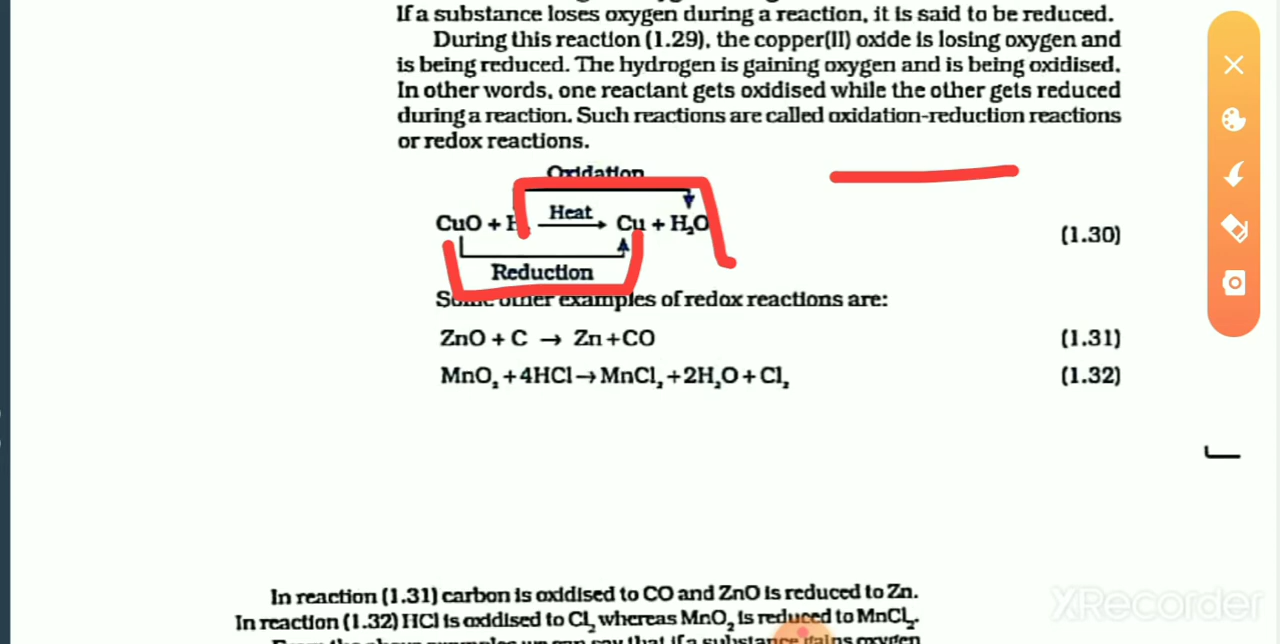 If a substance loses oxygen during a reaction, it is said to be reduced.
During this reaction (1.29), the copper(II) oxide is losing oxygen and
is being reduced. The hydrogen is gaining oxygen and is being oxidised.
In other words, one reactant gets oxidised while the other gets reduced
during a reaction. Such reactions are called oxidation-reduction reactions
or redox reactions.
Oxidation
Heat
CuO + H → Cu + H₂O (1.30)
Reduction
Some other examples of redox reactions are:
ZnO + C → Zn + CO (1.31)
MnO₂ + 4HCl → MnCl₂ + 2H₂O + Cl₂ (1.32)
In reaction (1.31) carbon is oxidised to CO and ZnO is reduced to Zn.
In reaction (1.32) HCl is oxidised to Cl₂ whereas MnO₂ is reduced to MnCl₂.
XRecorder